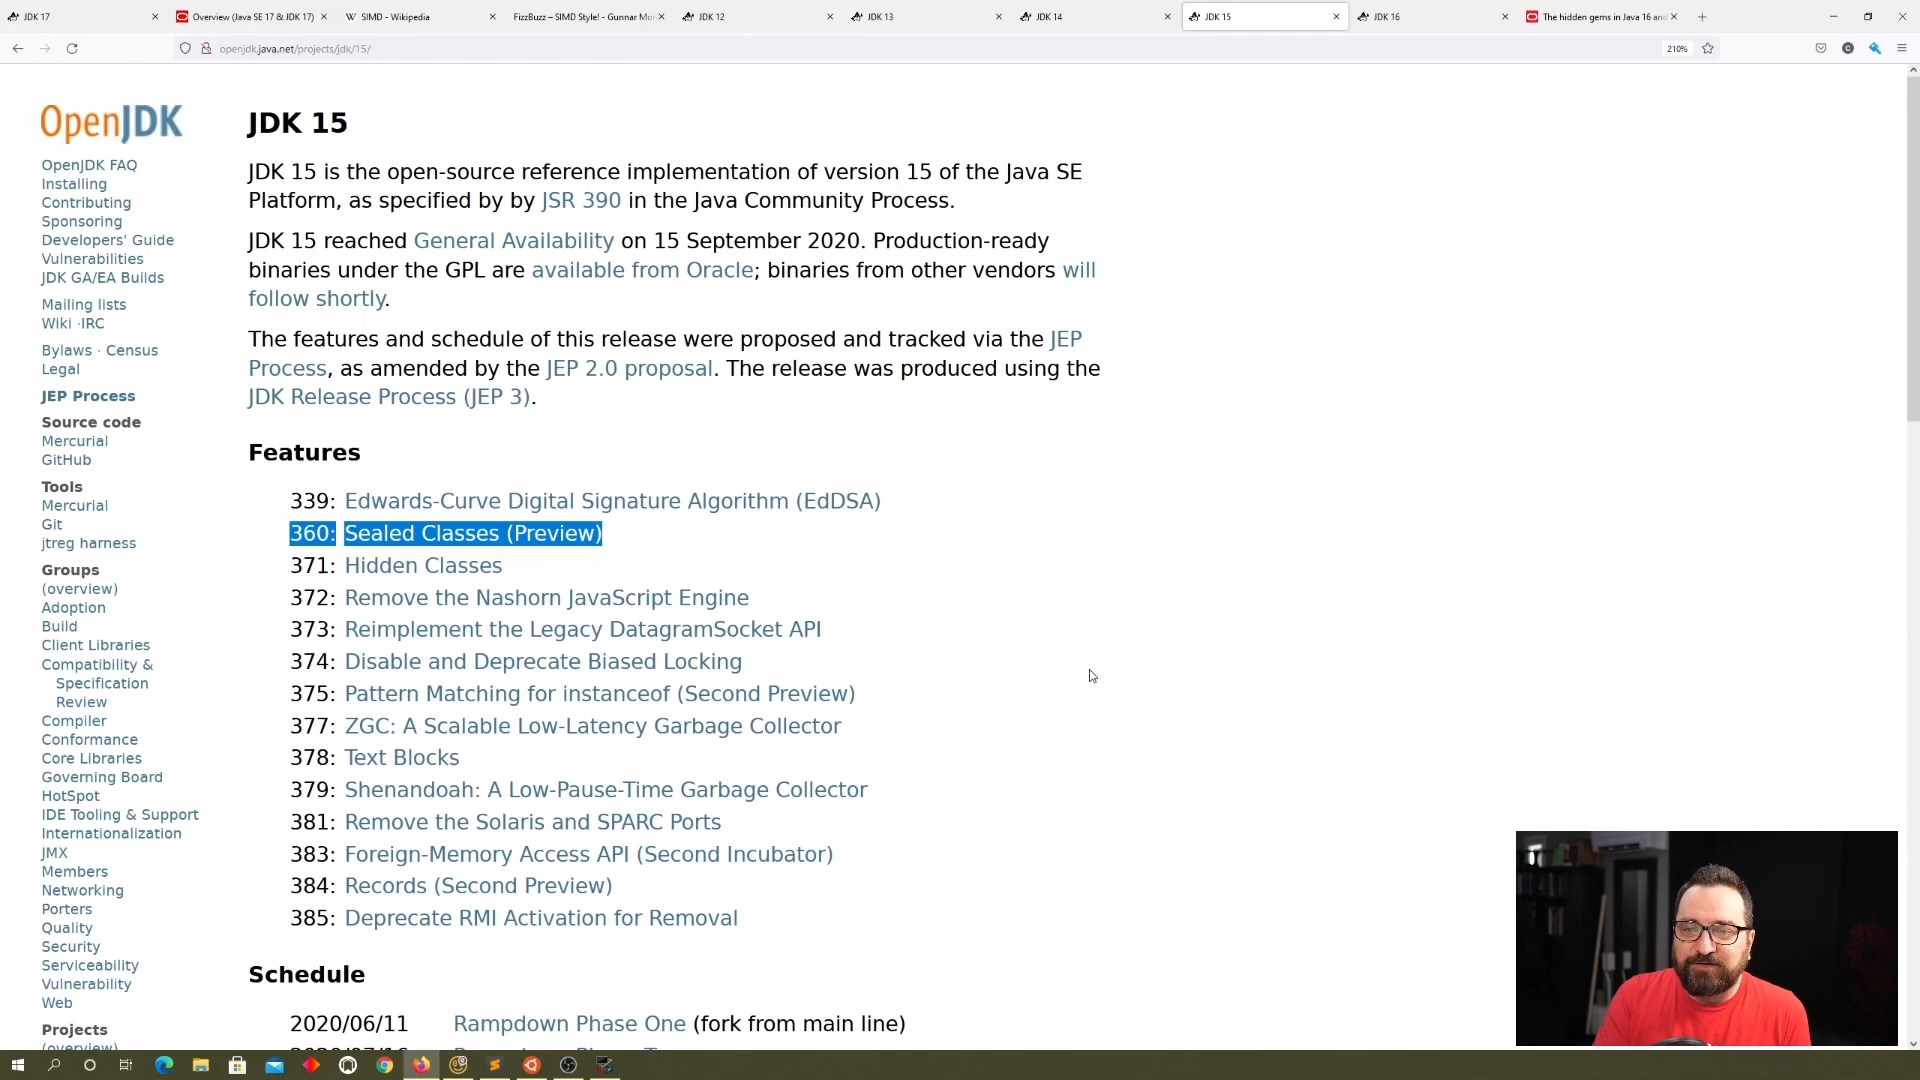 JDK 17
Overview (Java SE 17 & JDK 17)
SIMD - Wikipedia
FizzBuzz – SIMD Style! - Gunnar Mo
JDK 12
JDK 13
JDK 14
JDK 15
JDK 16
The hidden gems in Java 16 and
openjdk.java.net/projects/jdk/15/
210%
OpenJDK
OpenJDK FAQ
Installing
Contributing
Sponsoring
Developers' Guide
Vulnerabilities
JDK GA/EA Builds
Mailing lists
Wiki · IRC
Bylaws · Census
Legal
JEP Process
Source code
Mercurial
GitHub
Tools
Mercurial
Git
jtreg harness
Groups
(overview)
Adoption
Build
Client Libraries
Compatibility &
Specification
Review
Compiler
Conformance
Core Libraries
Governing Board
HotSpot
IDE Tooling & Support
Internationalization
JMX
Members
Networking
Porters
Quality
Security
Serviceability
Vulnerability
Web
Projects
(overview)
JDK 15
JDK 15 is the open-source reference implementation of version 15 of the Java SE
Platform, as specified by by JSR 390 in the Java Community Process.
JDK 15 reached General Availability on 15 September 2020. Production-ready
binaries under the GPL are available from Oracle; binaries from other vendors will
follow shortly.
The features and schedule of this release were proposed and tracked via the JEP
Process, as amended by the JEP 2.0 proposal. The release was produced using the
JDK Release Process (JEP 3).
Features
339: Edwards-Curve Digital Signature Algorithm (EdDSA)
360: Sealed Classes (Preview)
371: Hidden Classes
372: Remove the Nashorn JavaScript Engine
373: Reimplement the Legacy DatagramSocket API
374: Disable and Deprecate Biased Locking
375: Pattern Matching for instanceof (Second Preview)
377: ZGC: A Scalable Low-Latency Garbage Collector
378: Text Blocks
379: Shenandoah: A Low-Pause-Time Garbage Collector
381: Remove the Solaris and SPARC Ports
383: Foreign-Memory Access API (Second Incubator)
384: Records (Second Preview)
385: Deprecate RMI Activation for Removal
Schedule
2020/06/11 Rampdown Phase One (fork from main line)